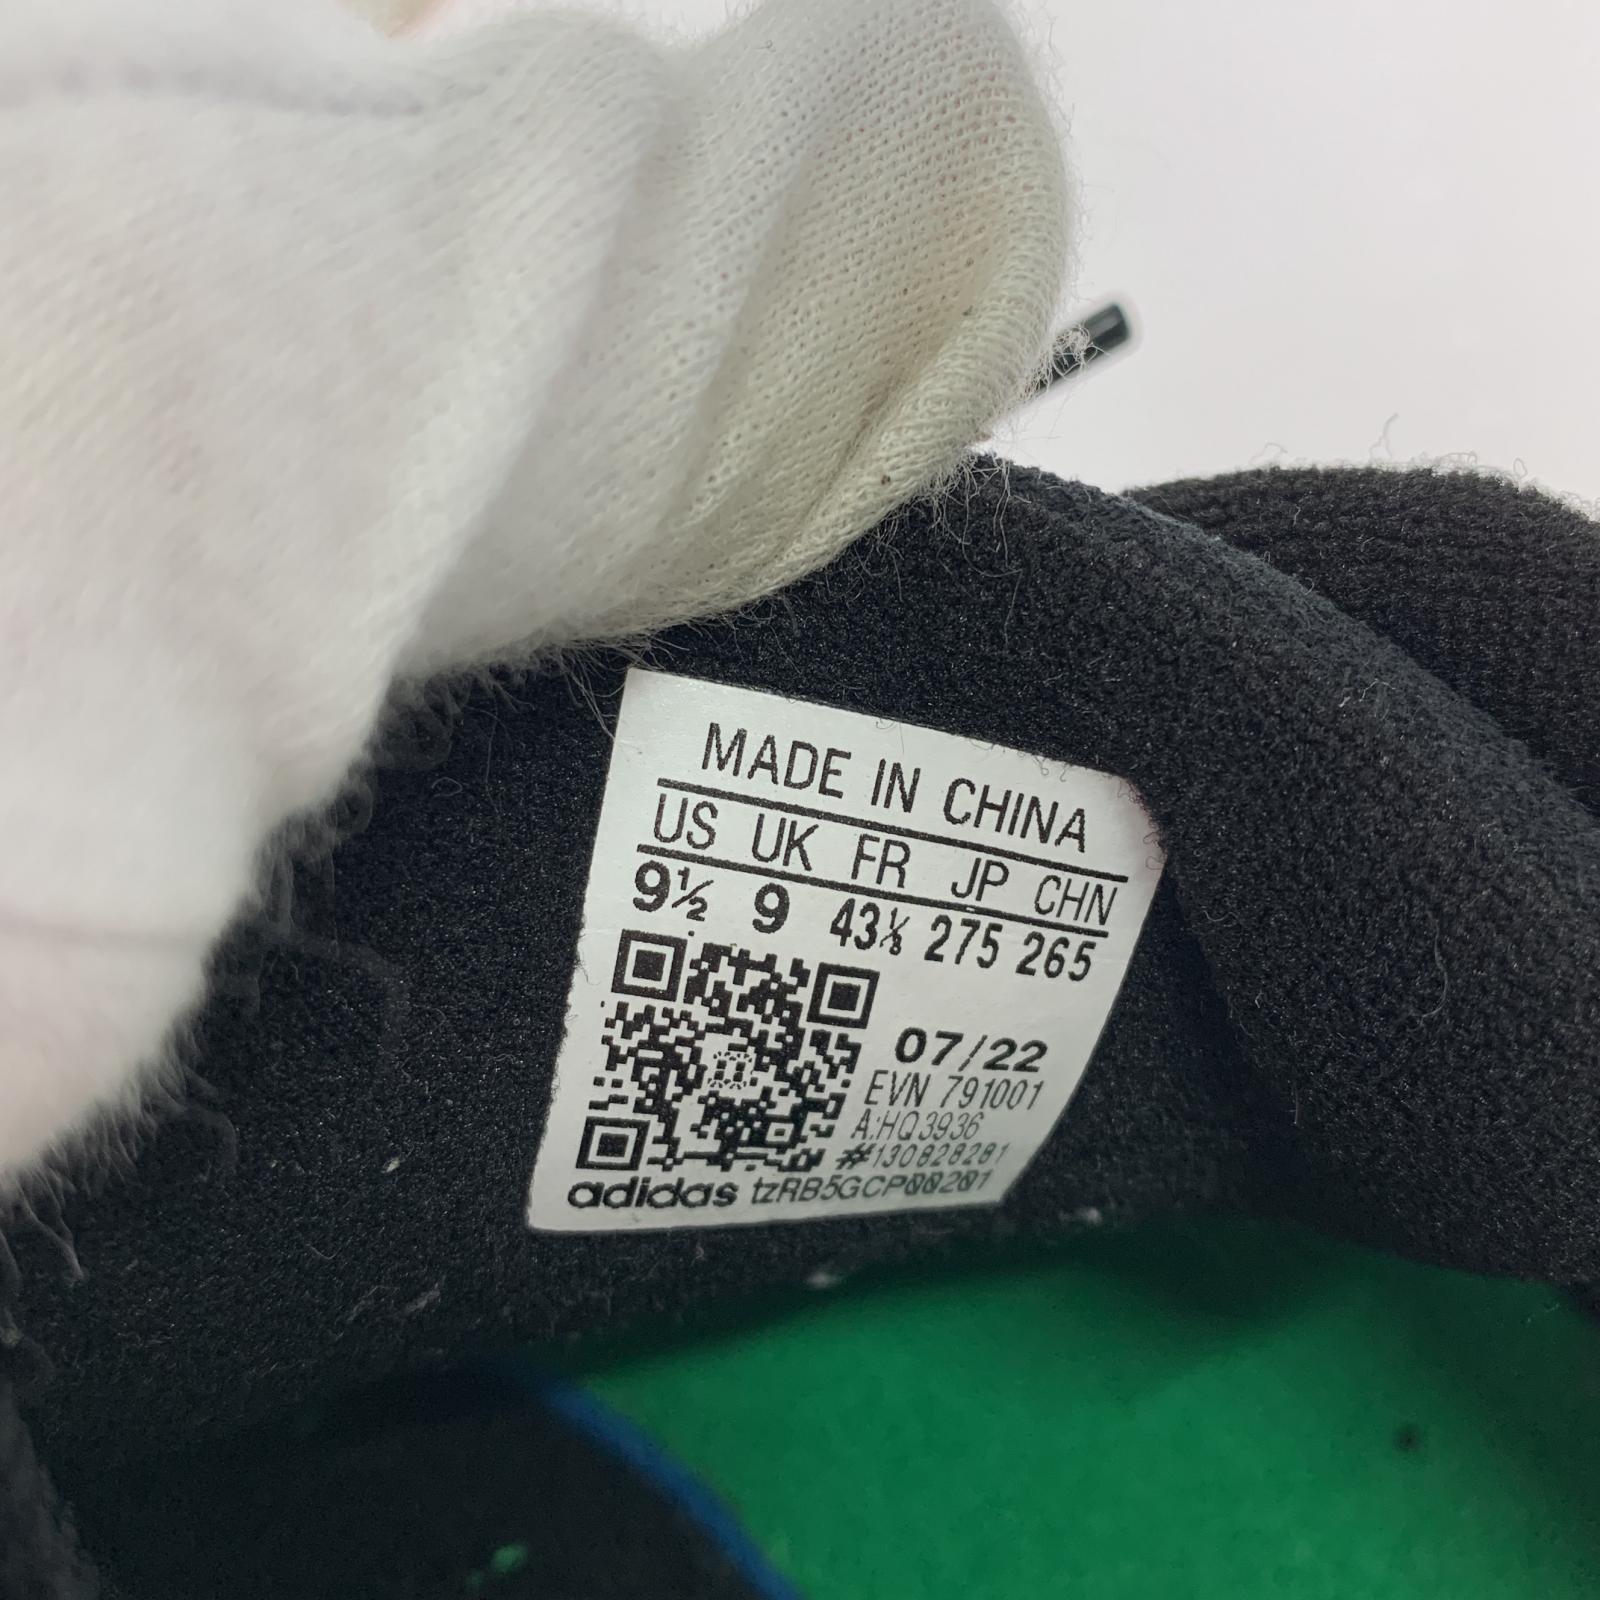 MADE IN CHINA
US UK FR JP CHN
9½ 9 43⅓ 275 265
07/22
EVN 791001
A:HQ3936
#130828281
adidas tzRB5GCP00201